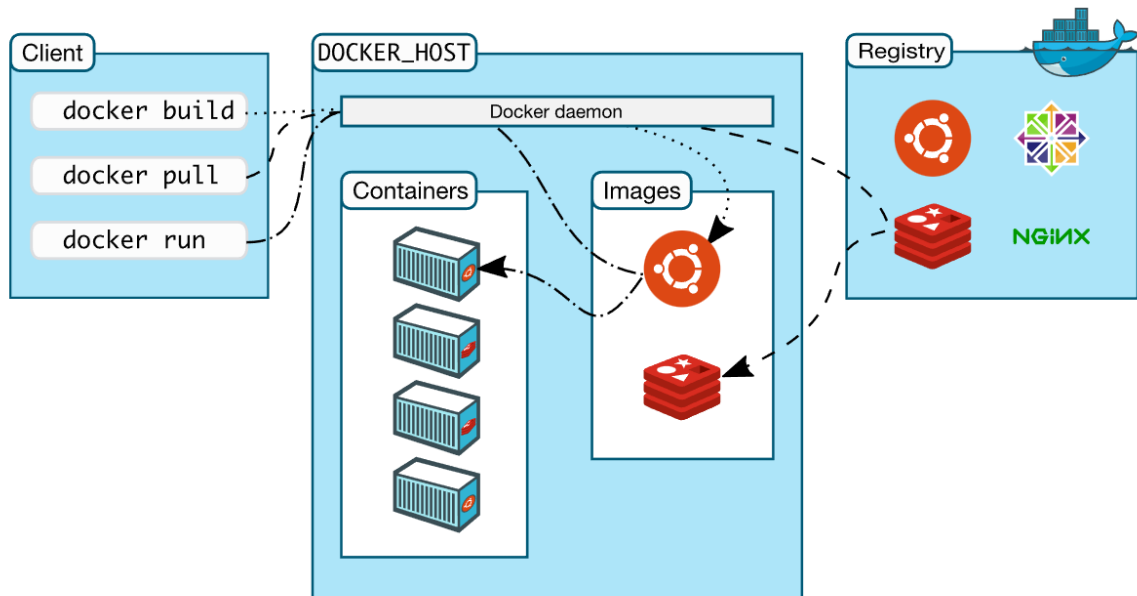 Client
docker build
docker pull
docker run
DOCKER_HOST
Docker daemon
Containers
Images
Registry
NGiNX